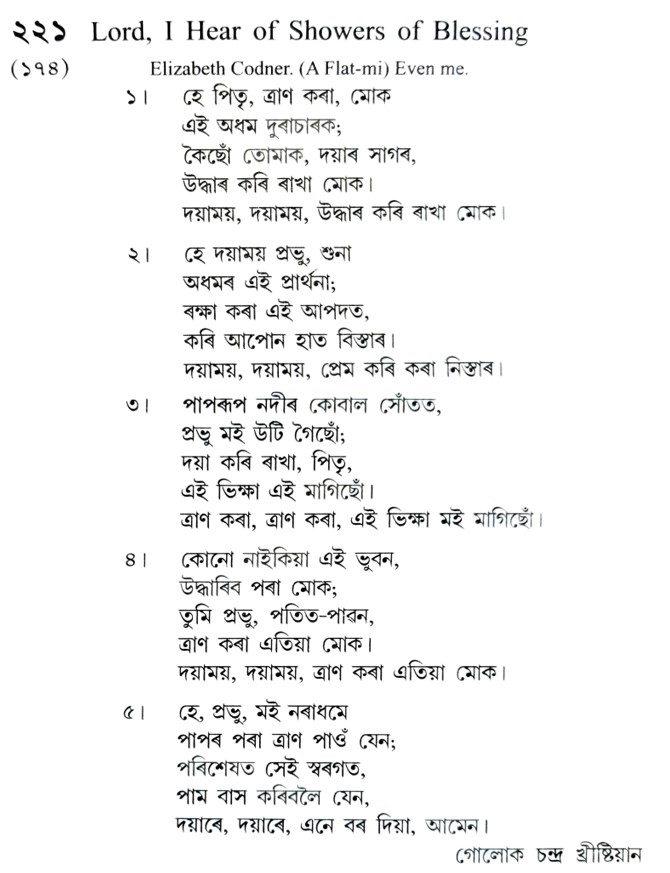 ২২১ Lord, I Hear of Showers of Blessing
(১৭৪) Elizabeth Codner. (A Flat-mi) Even me.
১। হে পিতৃ, ত্ৰাণ কৰা, মোক
এই অধম দুৰাচাৰক;
কৈছোঁ তোমাক, দয়াৰ সাগৰ,
উদ্ধাৰ কৰি ৰাখা মোক।
দয়াময়, দয়াময়, উদ্ধাৰ কৰি ৰাখা মোক।
২। হে দয়াময় প্ৰভু, শুনা
অধমৰ এই প্ৰাৰ্থনা;
ৰক্ষা কৰা এই আপদত,
কৰি আপোন হাত বিস্তাৰ।
দয়াময়, দয়াময়, প্ৰেম কৰি কৰা নিস্তাৰ।
৩। পাপৰূপ নদীৰ কোবাল সোঁতত,
প্ৰভু মই উটি গৈছোঁ;
দয়া কৰি ৰাখা, পিতৃ,
এই ভিক্ষা এই মাগিছোঁ।
ত্ৰাণ কৰা, ত্ৰাণ কৰা, এই ভিক্ষা মই মাগিছোঁ।
৪। কোনো নাইকিয়া এই ভুবন,
উদ্ধাৰিব পৰা মোক;
তুমি প্ৰভু, পতিত-পাৱন,
ত্ৰাণ কৰা এতিয়া মোক।
দয়াময়, দয়াময়, ত্ৰাণ কৰা এতিয়া মোক।
৫। হে, প্ৰভু, মই নৰাধমে
পাপৰ পৰা ত্ৰাণ পাওঁ যেন;
পৰিশেষত সেই স্বৰগত,
পাম বাস কৰিবলৈ যেন,
দয়াৰে, দয়াৰে, এনে বৰ দিয়া, আমেন।
গোলোক চন্দ্ৰ খ্ৰীষ্টিয়ান